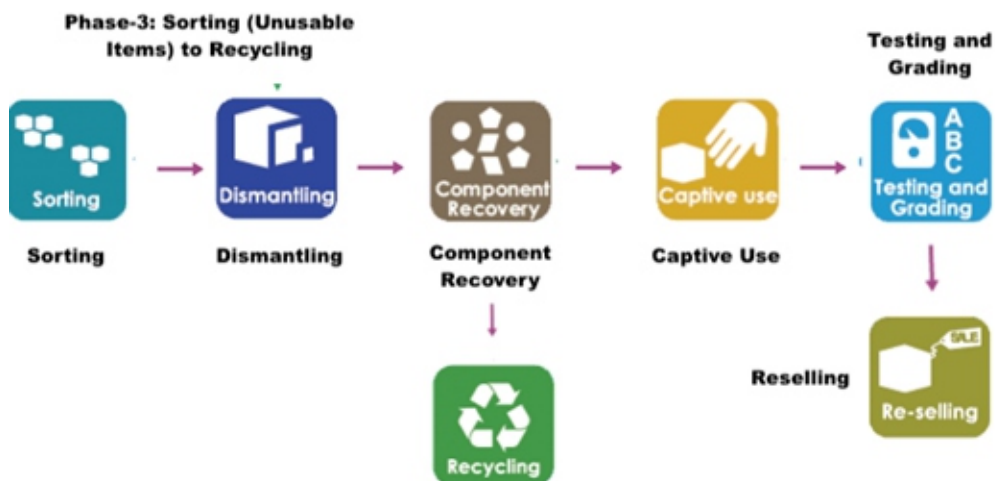 Phase-3: Sorting (Unusable
Items) to Recycling
Testing and
Grading
Sorting
Dismantling
Component
Recovery
Captive use
A
B
C
Testing and
Grading
Sorting
Dismantling
Component
Recovery
Captive Use
SALE
Reselling
Re-selling
Recycling